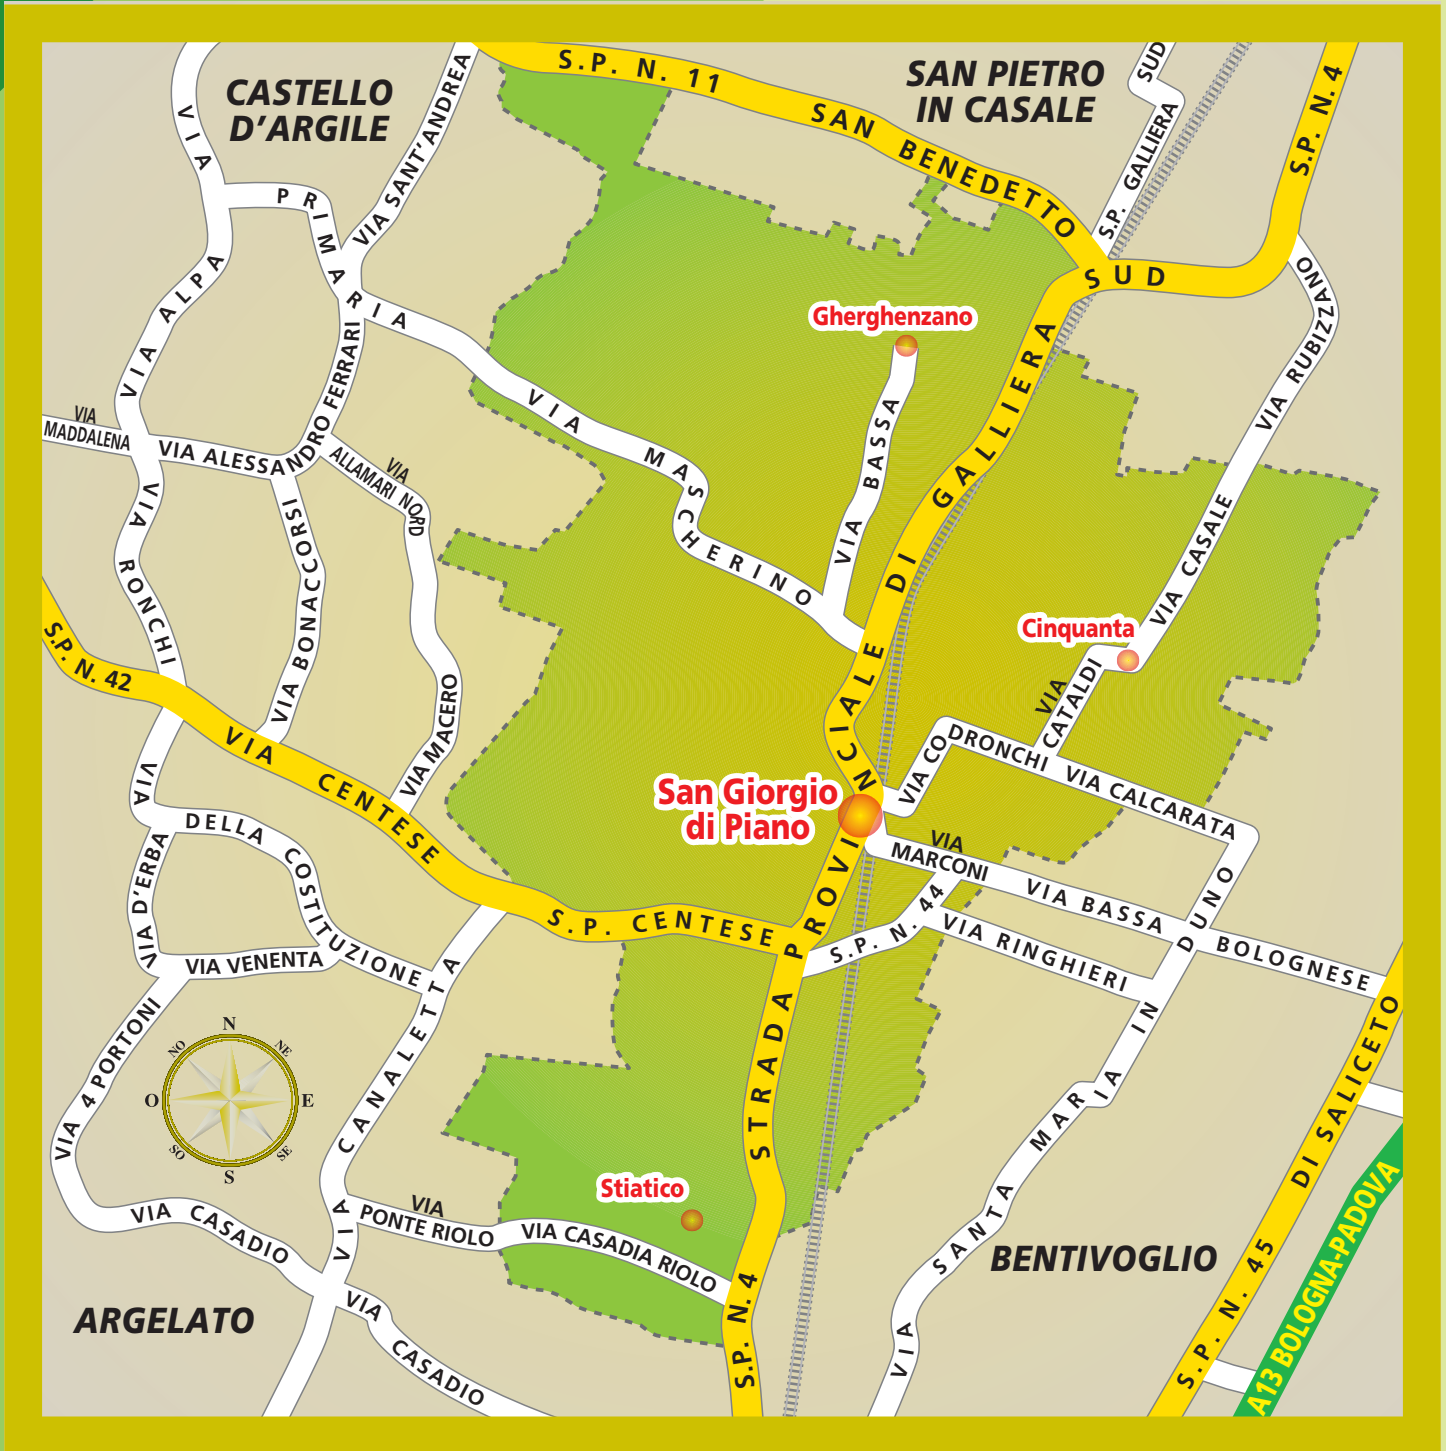 S.P. N. 11
SAN BENEDETTO
SUD
S.P. N. 4
SAN PIETRO
IN CASALE
S.P. GALLIERA
SUD
CASTELLO
D'ARGILE
VIA
PRIMARIA
VIA SANT'ANDREA
VIA ALPA
VIA
MADDALENA
VIA ALESSANDRO FERRARI
VIA
ALLAMARI NORD
VIA MASCHERINO
Gherghenzano
VIA BASSA
STRADA PROVINCIALE DI GALLIERA
VIA RUBIZZANO
VIA CASALE
Cinquanta
VIA
CATALDI
VIA CODRONCHI
VIA CALCARATA
VIA RONCHI
VIA BONACCORSI
VIA MACERO
S.P. N. 42
VIA CENTESE
S.P. CENTESE
San Giorgio
di Piano
VIA
MARCONI
VIA BASSA BOLOGNESE
S.P. N. 44
VIA RINGHIERI
VIA
DELLA COSTITUZIONE
VIA D'ERBA
VIA VENENTA
VIA 4 PORTONI
VIA CANALETTA
N
NE
E
SE
S
SO
O
NO
VIA CASADIO
VIA
CASADIO
VIA
PONTE RIOLO
VIA CASADIA RIOLO
Stiatico
S.P. N. 4
VIA SANTA MARIA IN DUNO
BENTIVOGLIO
ARGELATO
S.P. N. 45
DI SALICETO
A13 BOLOGNA-PADOVA